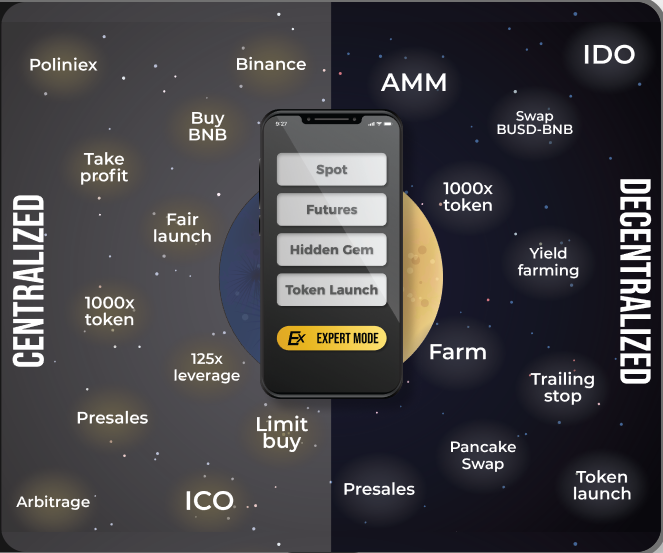 CENTRALIZED
Poliniex
Binance
Buy
BNB
Take
profit
Fair
launch
1000x
token
125x
leverage
Presales
Limit
buy
Arbitrage
ICO
9:27
Spot
Futures
Hidden Gem
Token Launch
Ex EXPERT MODE
DECENTRALIZED
IDO
AMM
Swap
BUSD-BNB
1000x
token
Yield
farming
Farm
Trailing
stop
Pancake
Swap
Presales
Token
launch